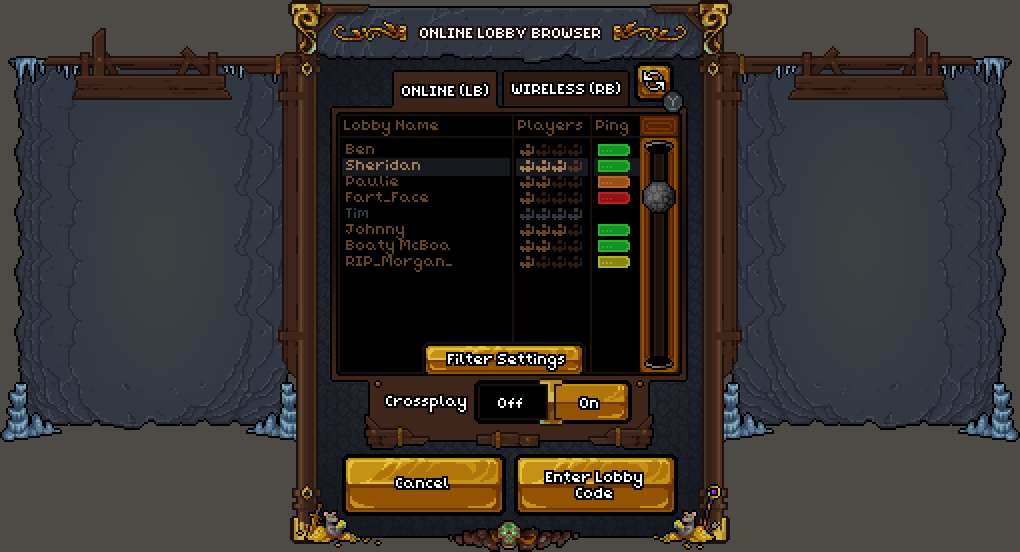 ONLINE LOBBY BROWSER
ONLINE (LB) WIRELESS (RB)
Y
Lobby Name Players Ping
Ben
Sheridan
Paulie
Fart_Face
Tim
Johnny
Boaty McBoa
RIP_Morgan_
Filter Settings
Crossplay Off On
Cancel
Enter Lobby
Code